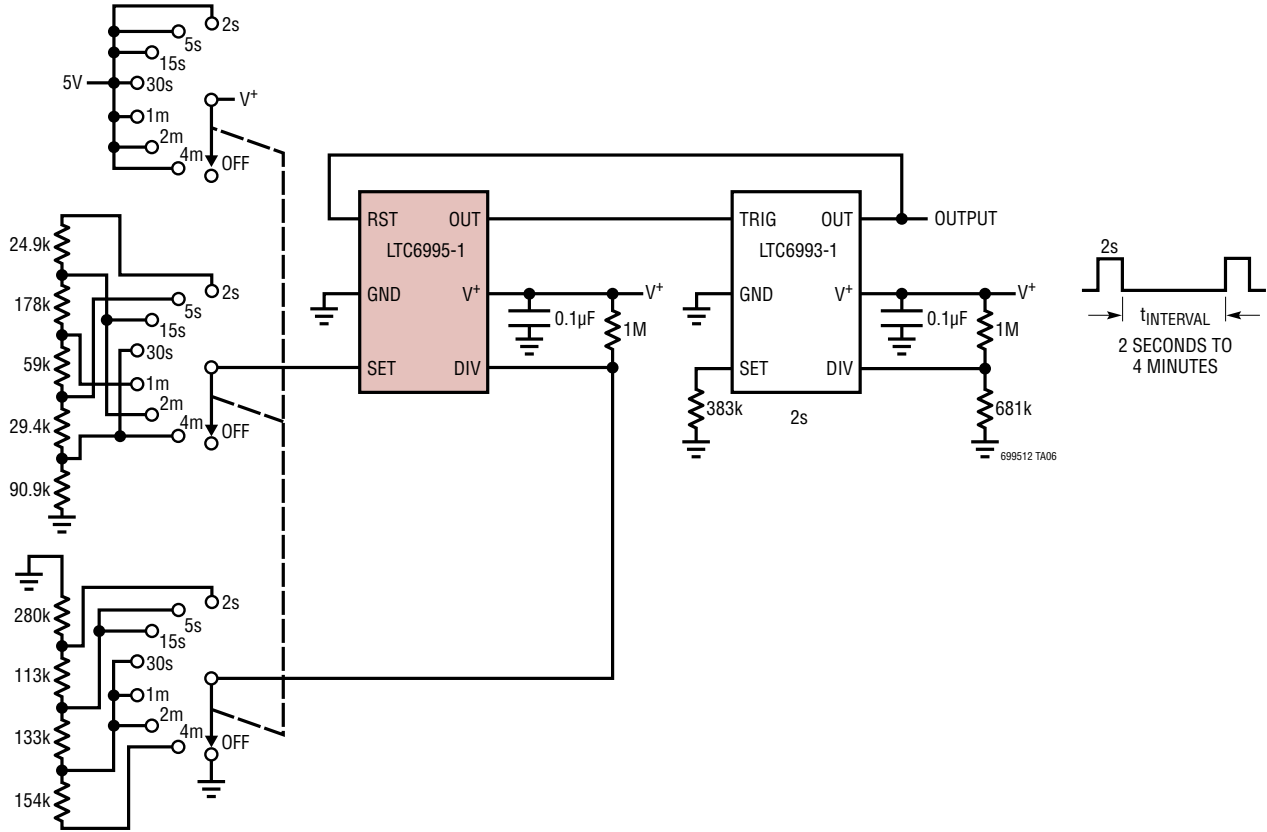 2s
5s
15s
5V
30s
V+
1m
2m
4m
OFF
24.9k
178k
59k
29.4k
90.9k
2s
5s
15s
30s
1m
2m
4m
OFF
280k
113k
133k
154k
2s
5s
15s
30s
1m
2m
4m
OFF
RST
OUT
LTC6995-1
GND
V+
SET
DIV
V+
0.1µF
1M
TRIG
OUT
OUTPUT
LTC6993-1
GND
V+
SET
DIV
V+
0.1µF
1M
383k
2s
681k
699512 TA06
2s
tINTERVAL
2 SECONDS TO
4 MINUTES